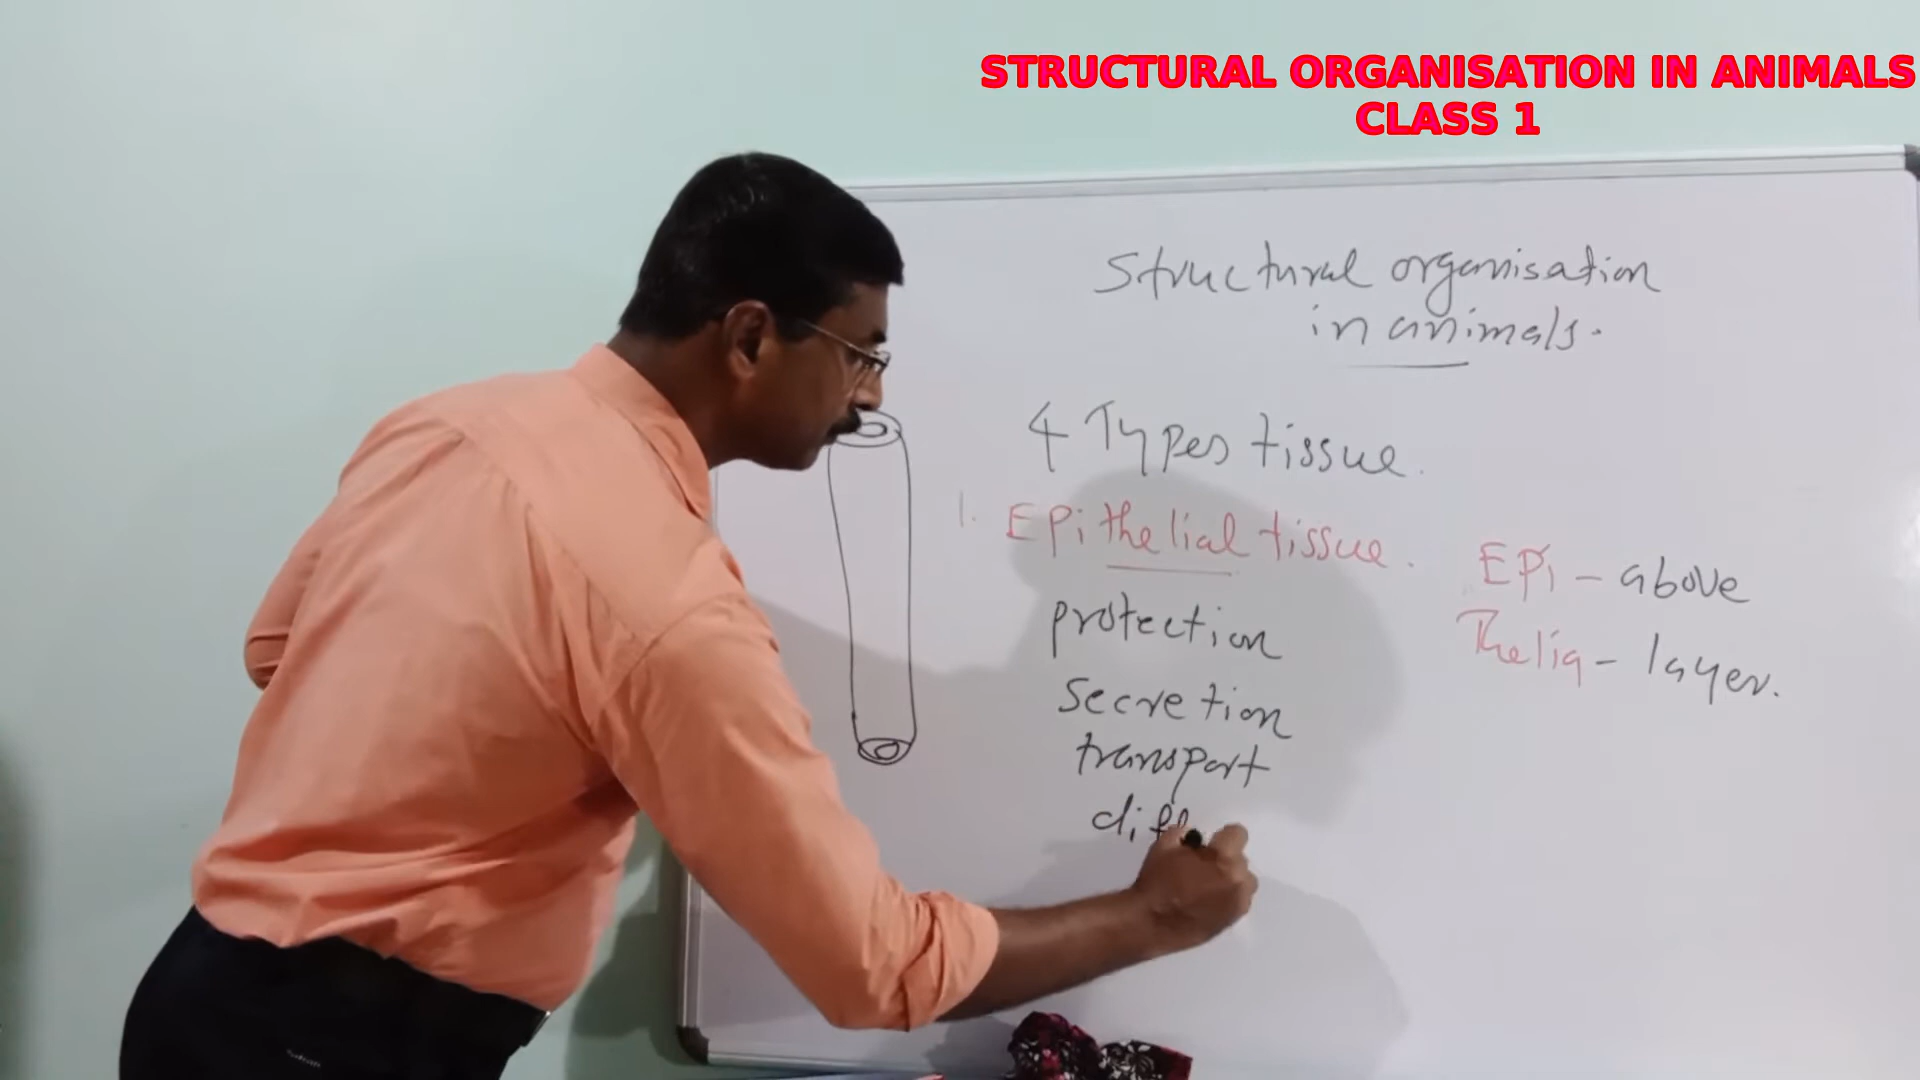 STRUCTURAL ORGANISATION IN ANIMALS
CLASS 1
Structural organisation
in animals.
4 Types tissue.
1. Epithelial tissue.
Epi - above
Thelia - layer.
protection
secretion
transport
diff